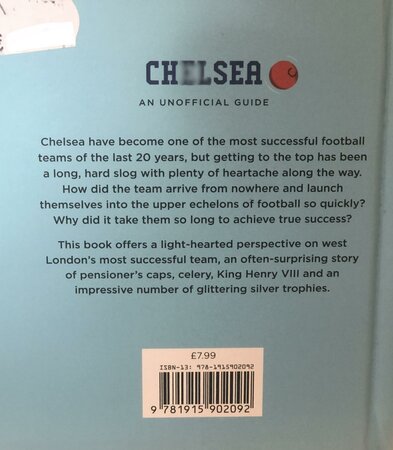 CHELSEA
AN UNOFFICIAL GUIDE
Chelsea have become one of the most successful football
teams of the last 20 years, but getting to the top has been
a long, hard slog with plenty of heartache along the way.
How did the team arrive from nowhere and launch
themselves into the upper echelons of football so quickly?
Why did it take them so long to achieve true success?
This book offers a light-hearted perspective on west
London's most successful team, an often-surprising story
of pensioner's caps, celery, King Henry VIII and an
impressive number of glittering silver trophies.
£7.99
ISBN-13: 978-1915902092
9 781915 902092